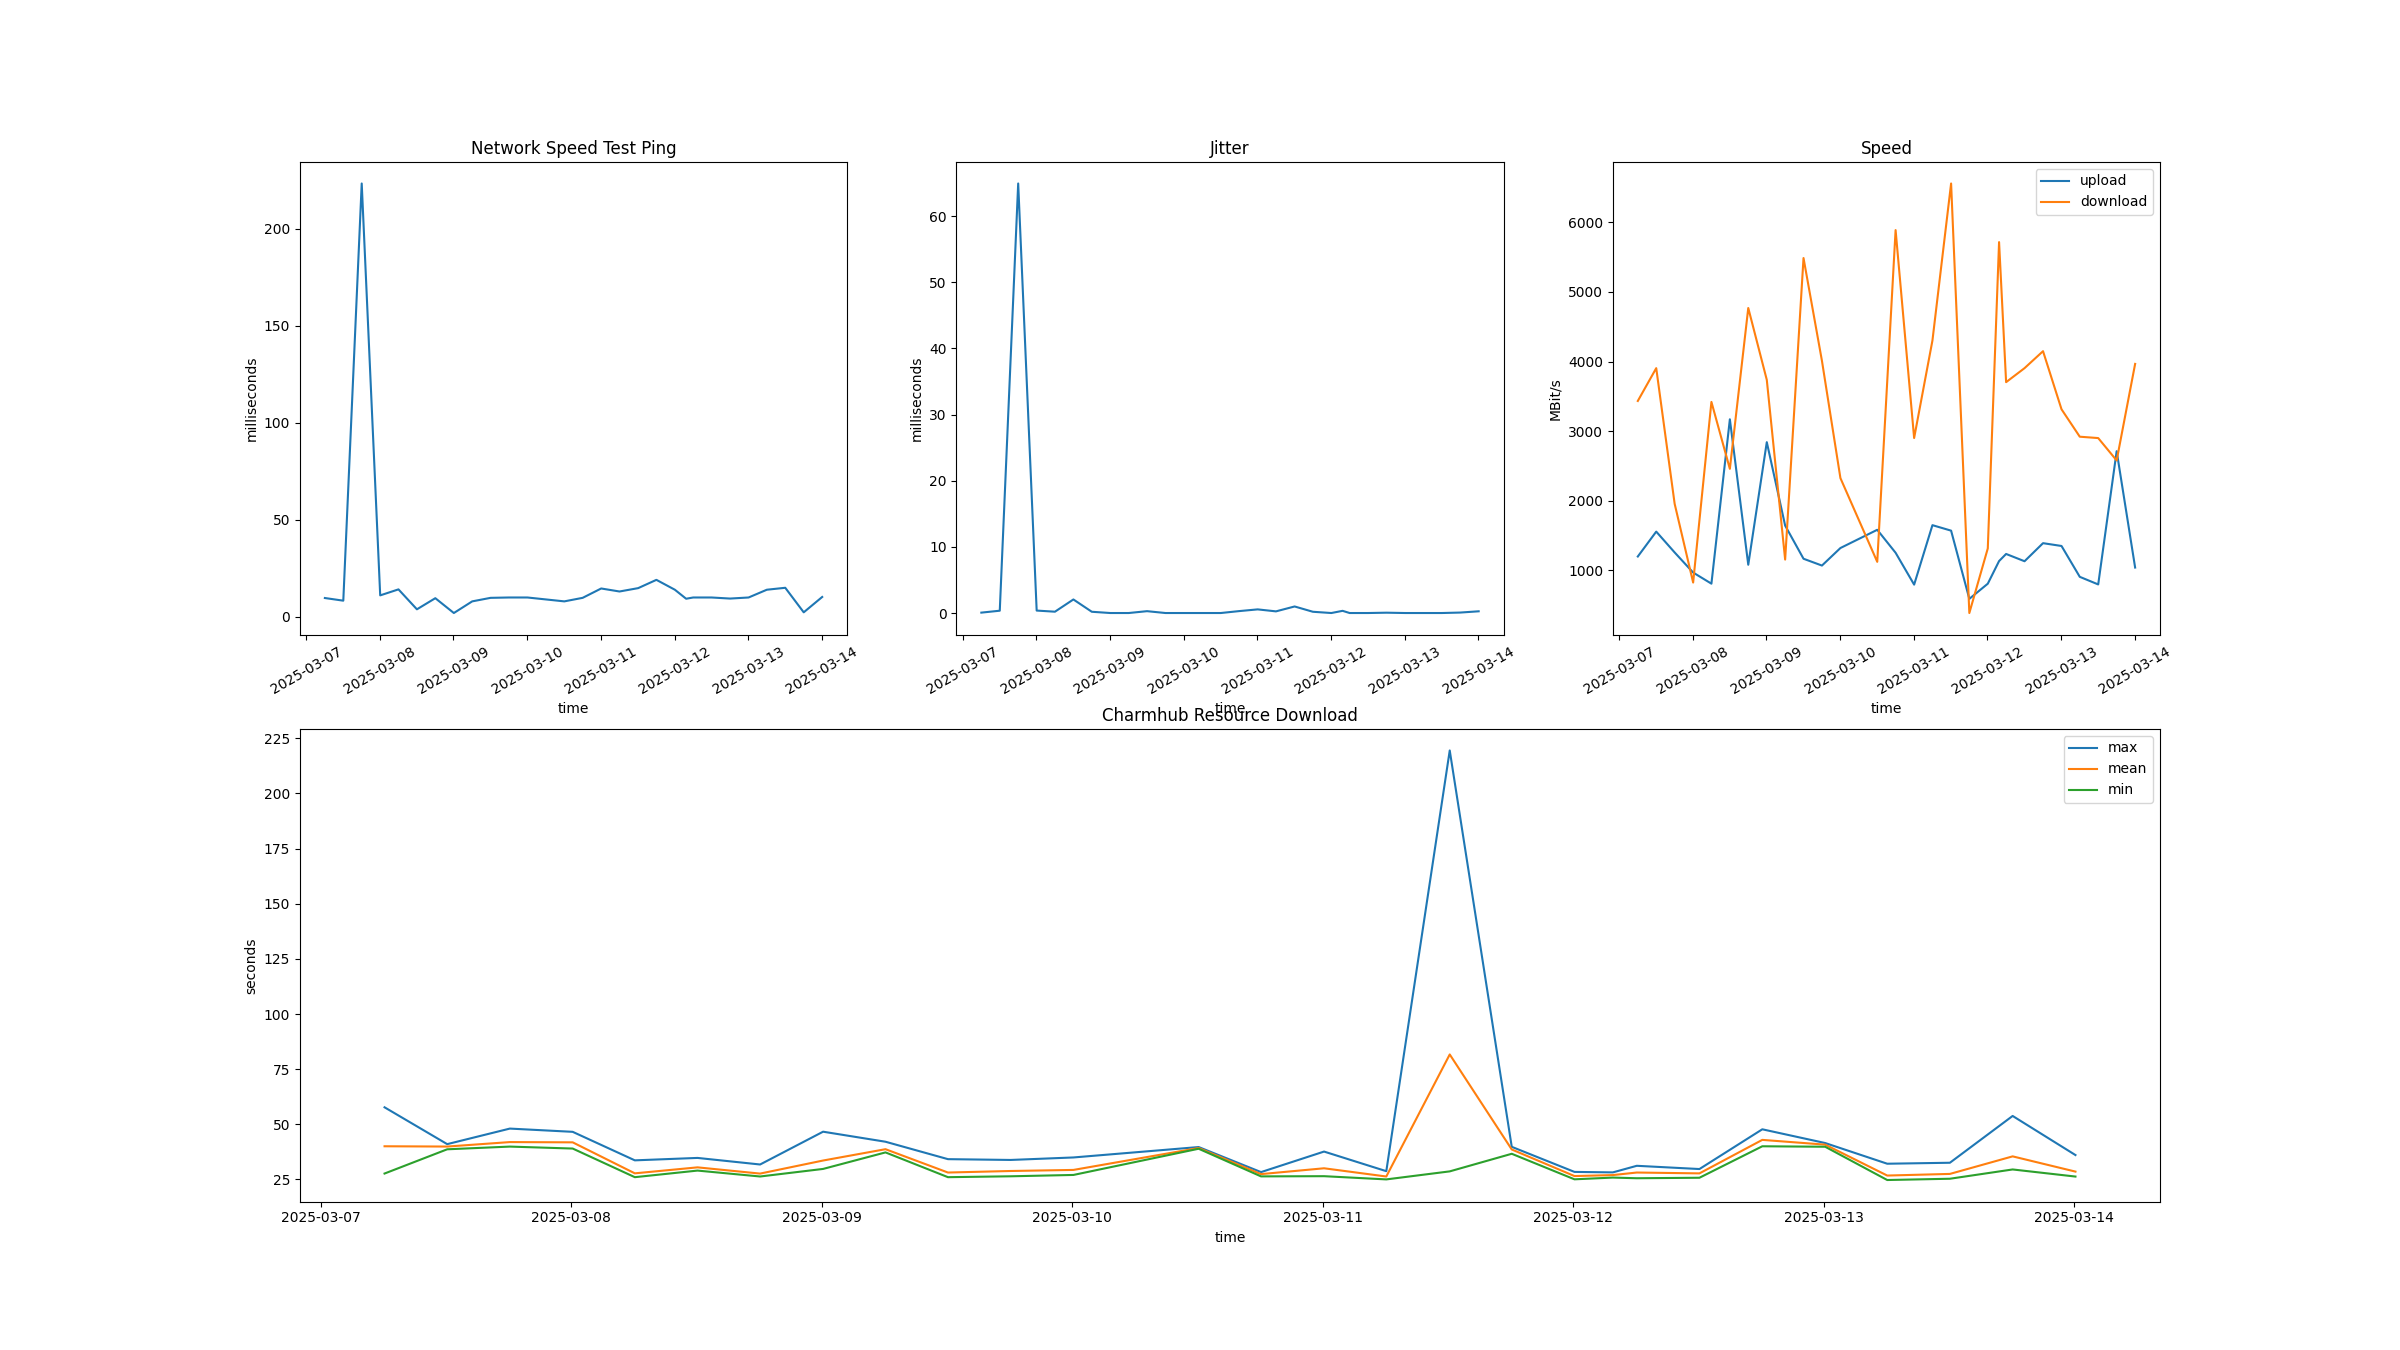 Network Speed Test Ping
milliseconds
200
150
100
50
0
2025-03-07 2025-03-08 2025-03-09 2025-03-10 2025-03-11 2025-03-12 2025-03-13 2025-03-14
time
Jitter
milliseconds
60
50
40
30
20
10
0
2025-03-07 2025-03-08 2025-03-09 2025-03-10 2025-03-11 2025-03-12 2025-03-13 2025-03-14
time
Speed
upload
download
MBit/s
6000
5000
4000
3000
2000
1000
2025-03-07 2025-03-08 2025-03-09 2025-03-10 2025-03-11 2025-03-12 2025-03-13 2025-03-14
time
Charmhub Resource Download
max
mean
min
seconds
225
200
175
150
125
100
75
50
25
2025-03-07 2025-03-08 2025-03-09 2025-03-10 2025-03-11 2025-03-12 2025-03-13 2025-03-14
time